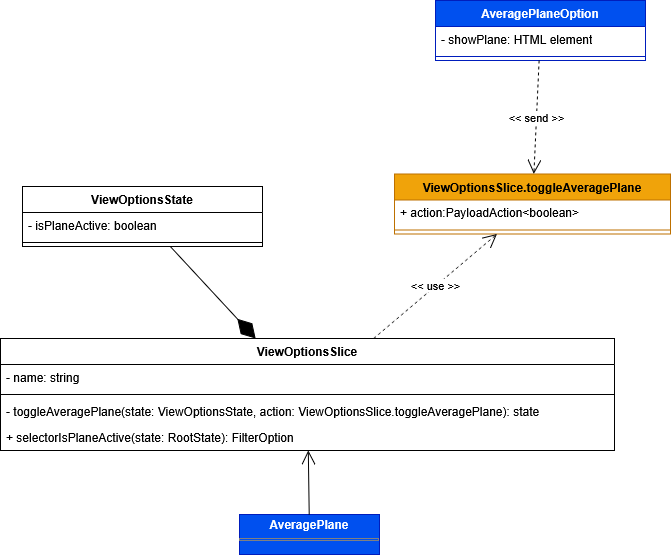 AveragePlaneOption
- showPlane: HTML element
<< send >>
ViewOptionsSlice.toggleAveragePlane
+ action:PayloadAction<boolean>
ViewOptionsState
- isPlaneActive: boolean
<< use >>
ViewOptionsSlice
- name: string
- toggleAveragePlane(state: ViewOptionsState, action: ViewOptionsSlice.toggleAveragePlane): state
+ selectorIsPlaneActive(state: RootState): FilterOption
AveragePlane